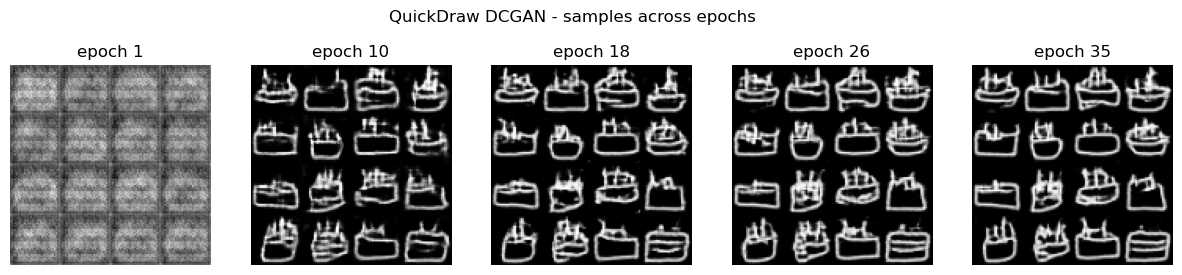 QuickDraw DCGAN - samples across epochs
epoch 1
epoch 10
epoch 18
epoch 26
epoch 35